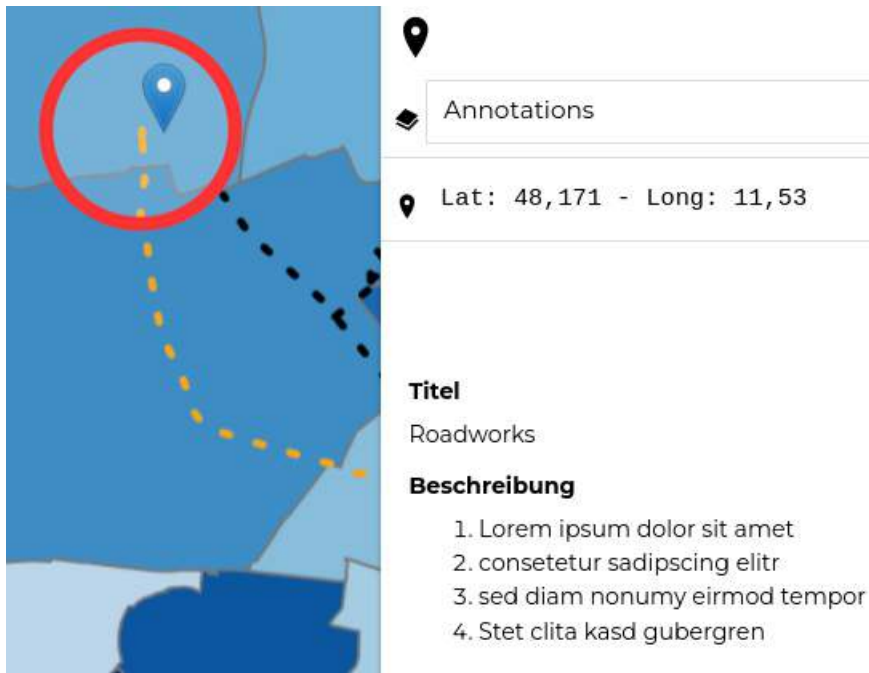 Annotations
Lat: 48,171 - Long: 11,53
Titel
Roadworks
Beschreibung
1. Lorem ipsum dolor sit amet
2. consetetur sadipscing elitr
3. sed diam nonumy eirmod tempor
4. Stet clita kasd gubergren